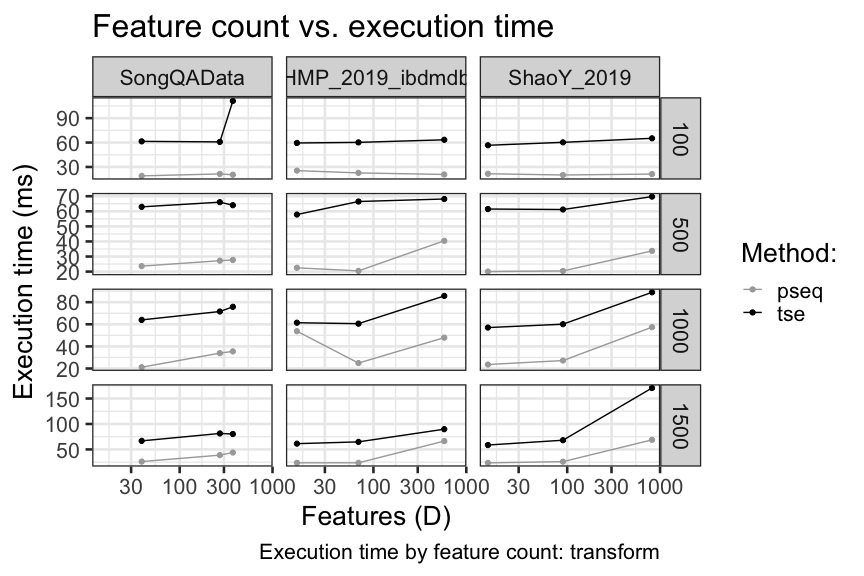 Feature count vs. execution time
SongQAData HMP_2019_ibdmdb ShaoY_2019
90
60
30
100
70
60
50
40
30
20
500
80
60
40
20
1000
150
100
50
1500
Execution time (ms)
30 100 300 1000 30 100 300 1000 30 100 300 1000
Features (D)
Execution time by feature count: transform
Method:
pseq
tse